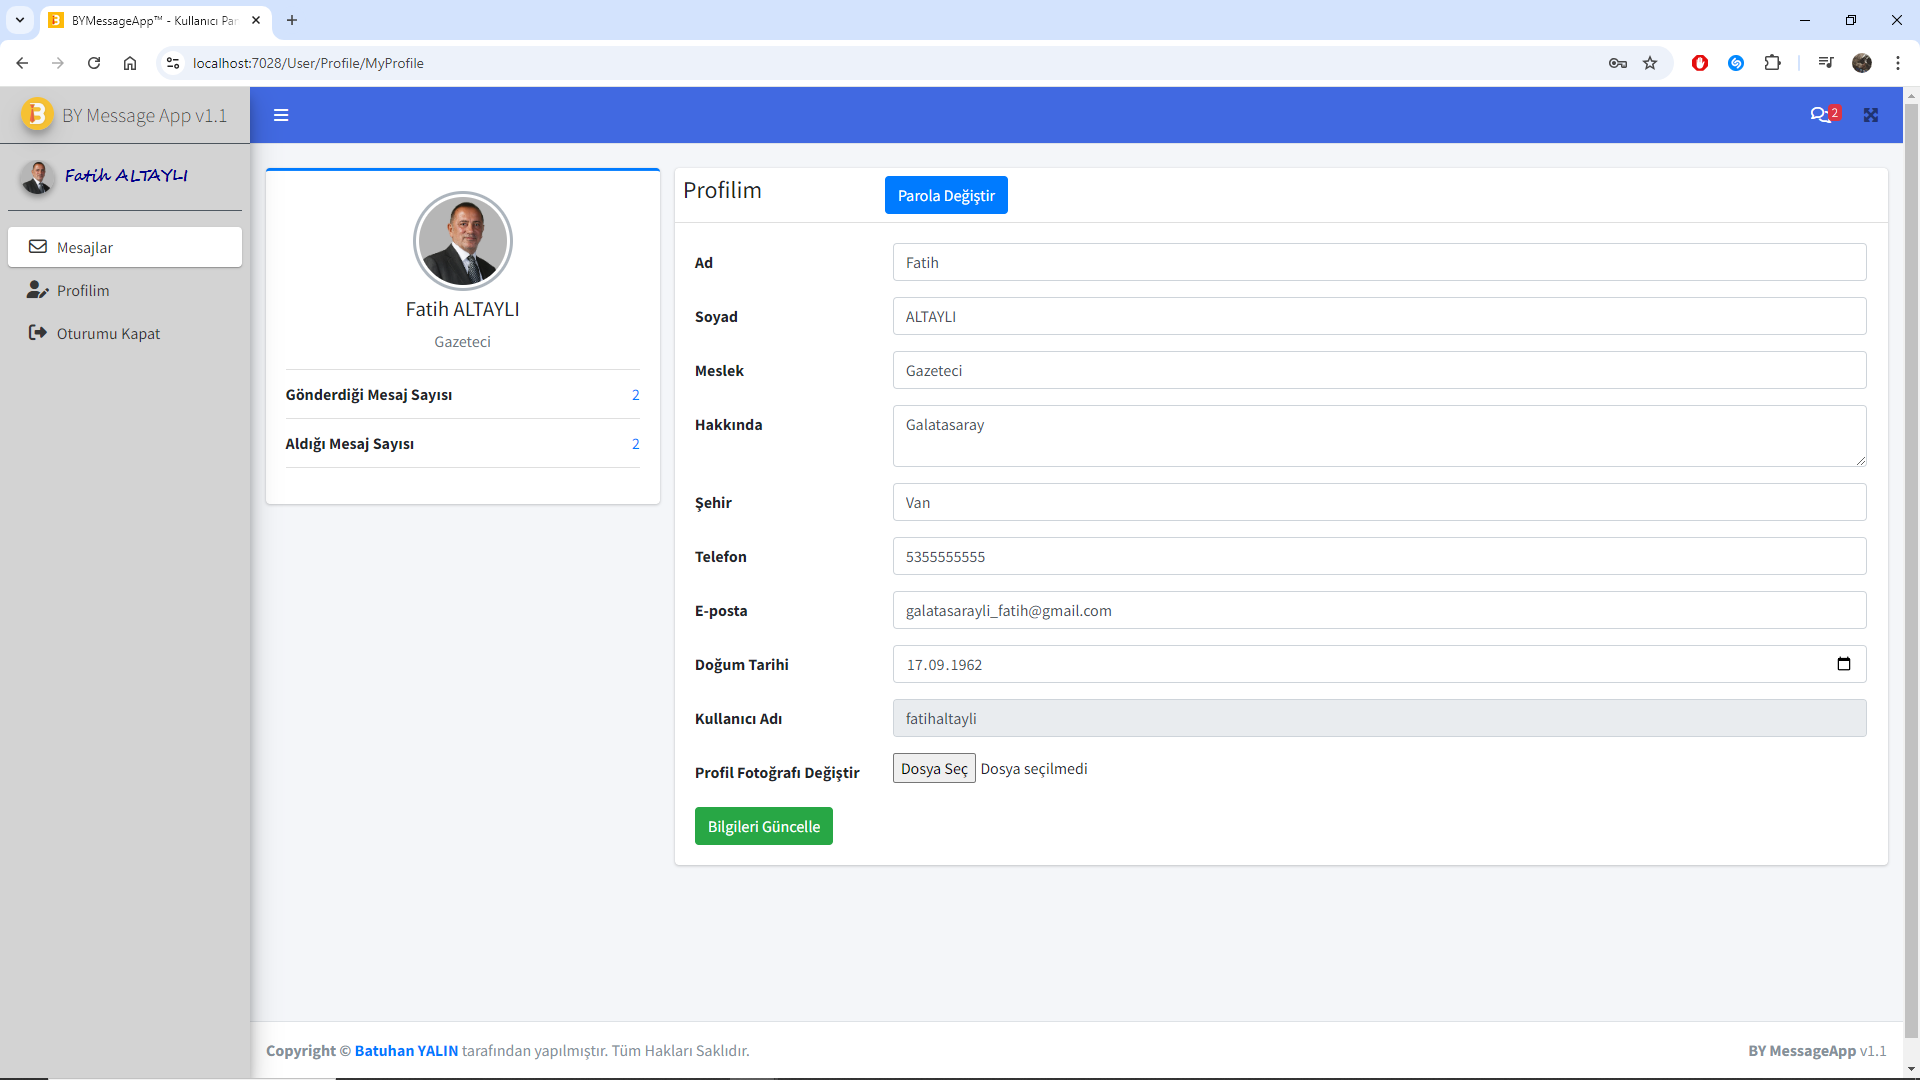 BYMessageApp™ - Kullanıcı Par
localhost:7028/User/Profile/MyProfile
BY Message App v1.1
2
Fatih ALTAYLI
Mesajlar
Profilim
Oturumu Kapat
Fatih ALTAYLI
Gazeteci
Gönderdiği Mesaj Sayısı 2
Aldığı Mesaj Sayısı 2
Profilim Parola Değiştir
Ad Fatih
Soyad ALTAYLI
Meslek Gazeteci
Hakkında Galatasaray
Şehir Van
Telefon 5355555555
E-posta galatasarayli_fatih@gmail.com
Doğum Tarihi 17.09.1962
Kullanıcı Adı fatihaltayli
Profil Fotoğrafı Değiştir Dosya Seç Dosya seçilmedi
Bilgileri Güncelle
Copyright © Batuhan YALIN tarafından yapılmıştır. Tüm Hakları Saklıdır. BY MessageApp v1.1